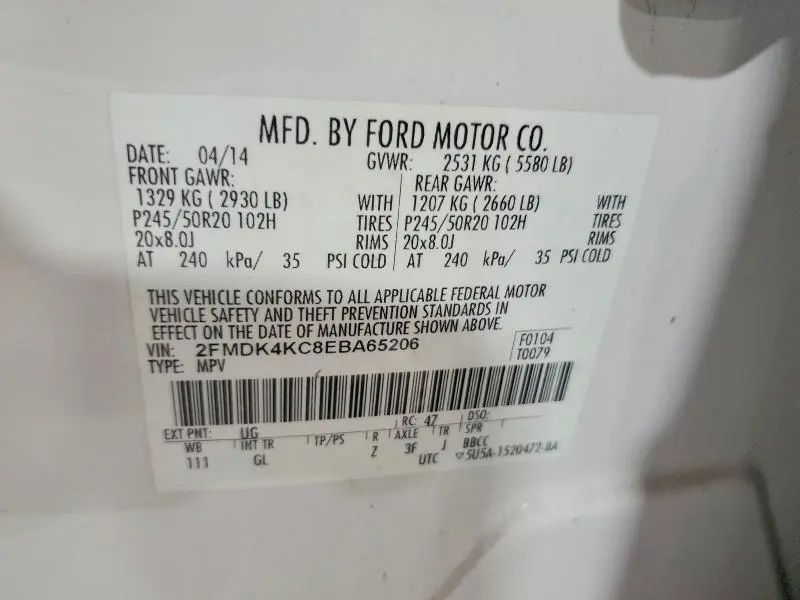 MFD. BY FORD MOTOR CO.
DATE: 04/14 GVWR: 2531 KG ( 5580 LB)
FRONT GAWR: REAR GAWR:
1329 KG ( 2930 LB) WITH 1207 KG ( 2660 LB) WITH
P245/50R20 102H TIRES P245/50R20 102H TIRES
20x8.0J RIMS 20x8.0J RIMS
AT 240 kPa/ 35 PSI COLD AT 240 kPa/ 35 PSI COLD
THIS VEHICLE CONFORMS TO ALL APPLICABLE FEDERAL MOTOR
VEHICLE SAFETY AND THEFT PREVENTION STANDARDS IN
EFFECT ON THE DATE OF MANUFACTURE SHOWN ABOVE.
VIN: 2FMDK4KC8EBA65206 F0104
TYPE: MPV T0079
EXT PNT: UG RC: 47 DSO:
WB INT TR TP/PS R AXLE TR SPR
111 GL Z 3F J BBCC
UTC ▽5U5A-1520472-BA